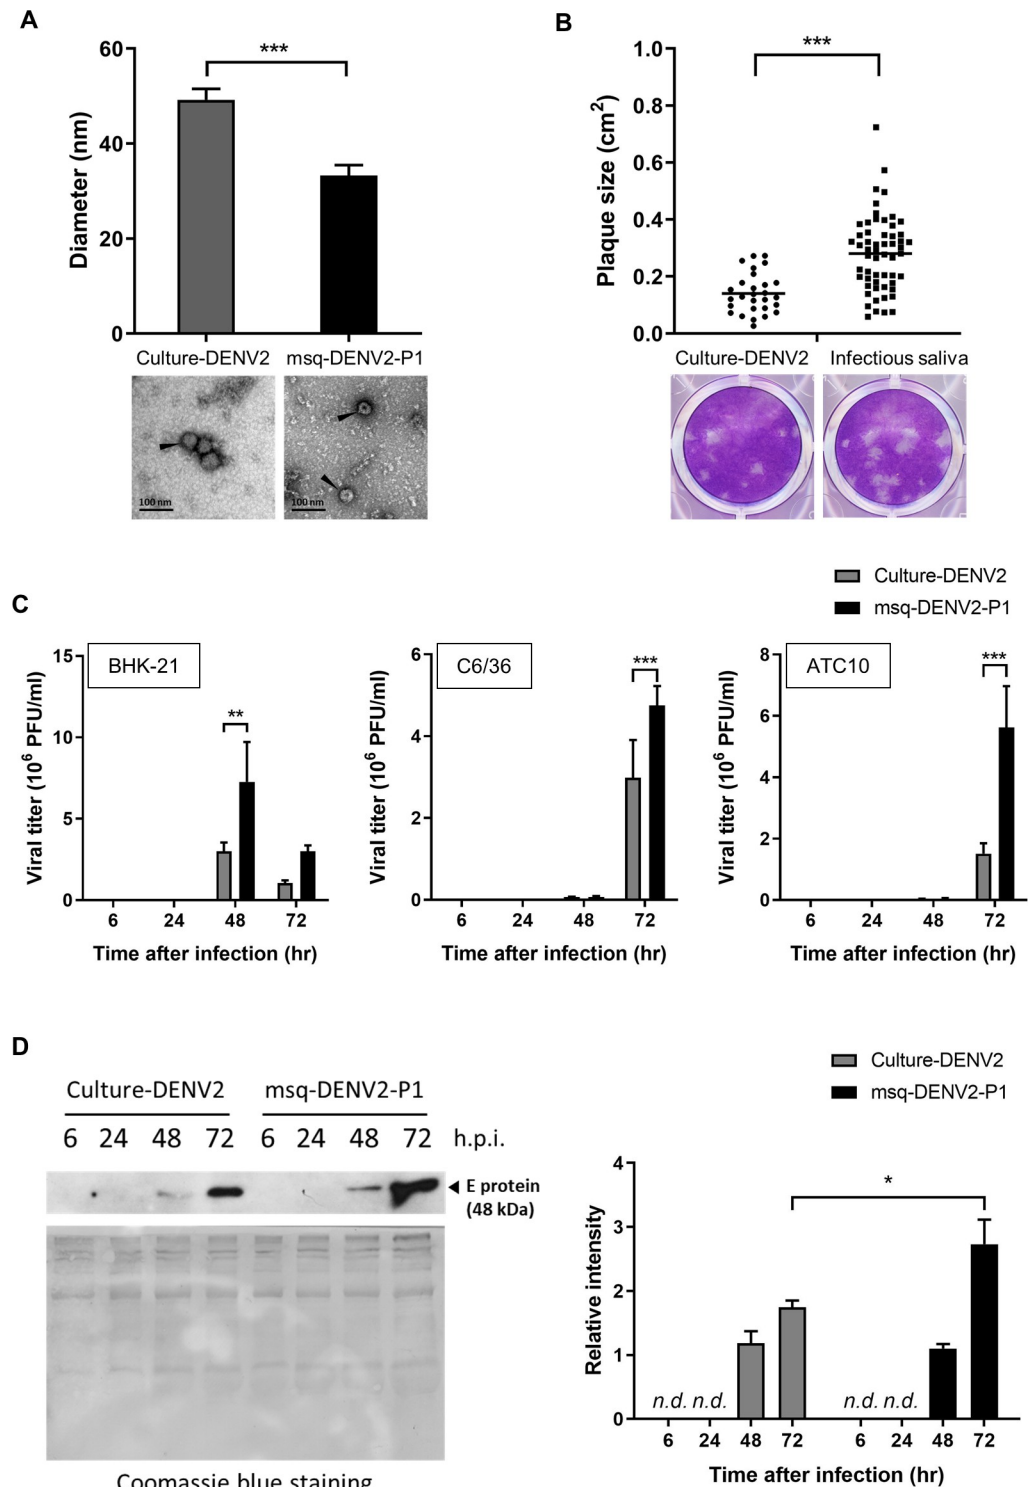 A
B
***
***
60
40
20
0
Diameter (nm)
1.0
0.8
0.6
0.4
0.2
0.0
Plaque size (cm²)
Culture-DENV2 msq-DENV2-P1
Culture-DENV2 Infectious saliva
100 nm
100 nm
C
Culture-DENV2
msq-DENV2-P1
BHK-21
15
10
5
0
Viral titer (10⁶ PFU/ml)
**
6 24 48 72
Time after infection (hr)
C6/36
6
4
2
0
Viral titer (10⁶ PFU/ml)
***
6 24 48 72
Time after infection (hr)
ATC10
8
6
4
2
0
Viral titer (10⁶ PFU/ml)
***
6 24 48 72
Time after infection (hr)
D
Culture-DENV2 msq-DENV2-P1
6 24 48 72 6 24 48 72 h.p.i.
E protein
(48 kDa)
Coomassie blue staining
Culture-DENV2
msq-DENV2-P1
4
3
2
1
0
Relative intensity
*
n.d. n.d. n.d. n.d.
6 24 48 72 6 24 48 72
Time after infection (hr)